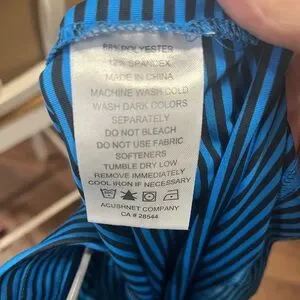 88% POLYESTER
12% SPANDEX
MADE IN CHINA
MACHINE WASH COLD
WASH DARK COLORS
SEPARATELY
DO NOT BLEACH
DO NOT USE FABRIC
SOFTENERS
TUMBLE DRY LOW
REMOVE IMMEDIATELY
COOL IRON IF NECESSARY
ACUSHNET COMPANY
CA # 28544